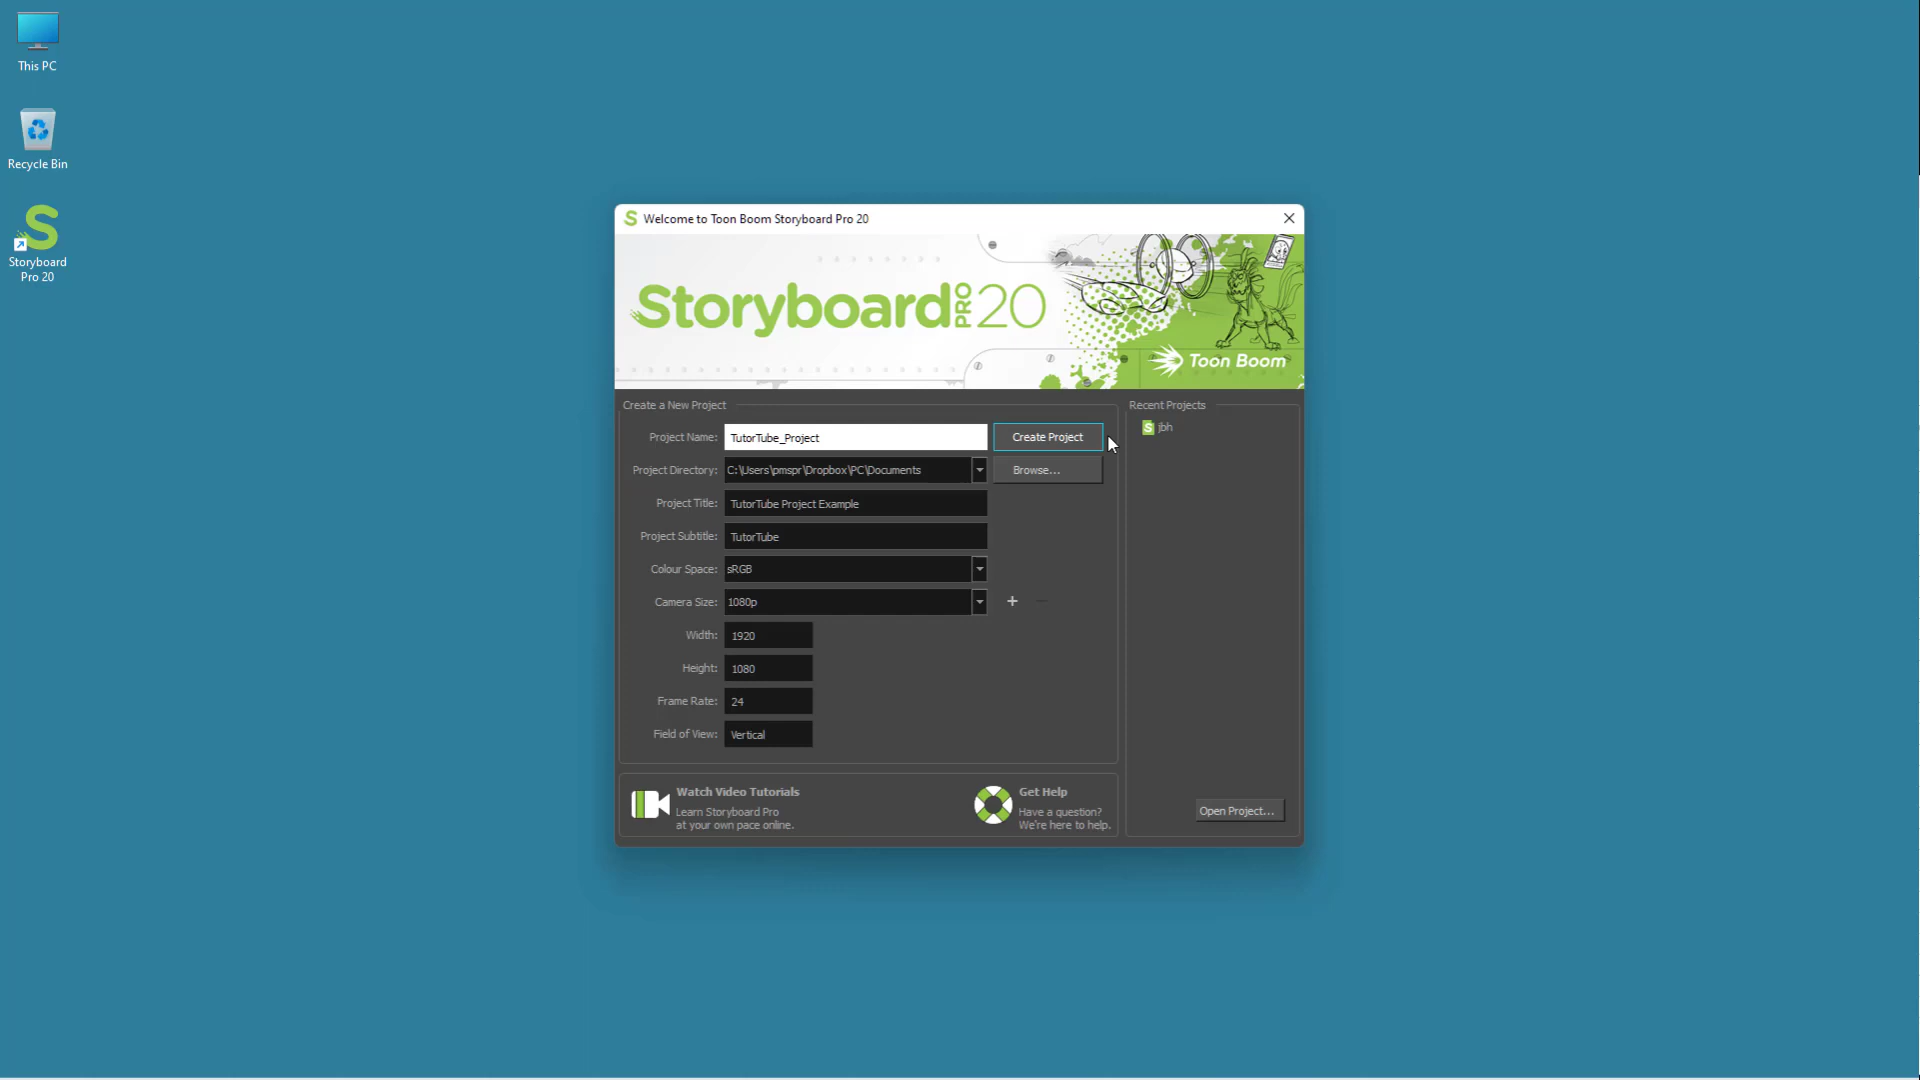 This PC
Recycle Bin
Storyboard
Pro 20
S Welcome to Toon Boom Storyboard Pro 20
Storyboard PRO 20
Toon Boom
Create a New Project
Project Name: TutorTube_Project Create Project
Project Directory: C:\Users\pmspr\Dropbox\PC\Documents Browse...
Project Title: TutorTube Project Example
Project Subtitle: TutorTube
Colour Space: sRGB
Camera Size: 1080p
Width: 1920
Height: 1080
Frame Rate: 24
Field of View: Vertical
Watch Video Tutorials
Learn Storyboard Pro
at your own pace online.
Get Help
Have a question?
We're here to help.
Recent Projects
S jbh
Open Project...